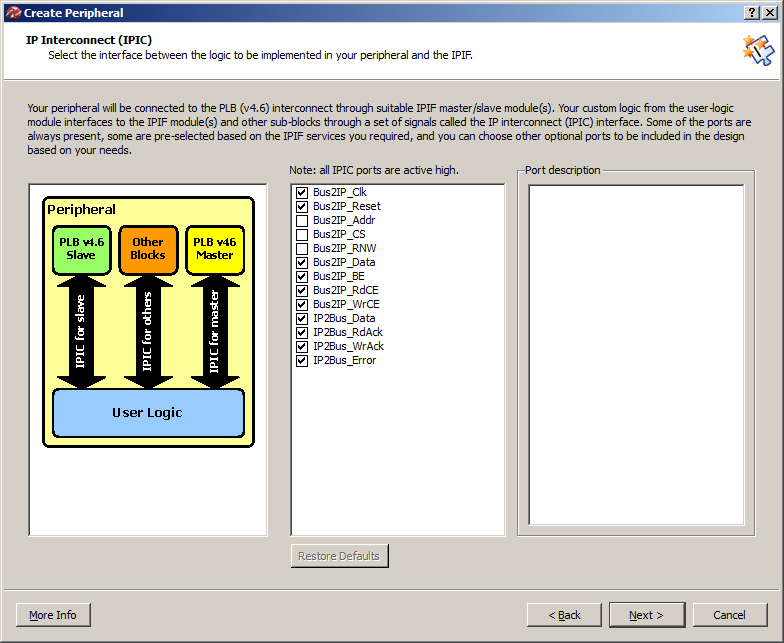 Create Peripheral
IP Interconnect (IPIC)
Select the interface between the logic to be implemented in your peripheral and the IPIF.
Your peripheral will be connected to the PLB (v4.6) interconnect through suitable IPIF master/slave module(s). Your custom logic from the user-logic
module interfaces to the IPIF module(s) and other sub-blocks through a set of signals called the IP interconnect (IPIC) interface. Some of the ports are
always present, some are pre-selected based on the IPIF services you required, and you can choose other optional ports to be included in the design
based on your needs.
Note: all IPIC ports are active high.
Port description
Peripheral
PLB v4.6
Slave
Other
Blocks
PLB v46
Master
IPIC for slave
IPIC for others
IPIC for master
User Logic
Bus2IP_Clk
Bus2IP_Reset
Bus2IP_Addr
Bus2IP_CS
Bus2IP_RNW
Bus2IP_Data
Bus2IP_BE
Bus2IP_RdCE
Bus2IP_WrCE
IP2Bus_Data
IP2Bus_RdAck
IP2Bus_WrAck
IP2Bus_Error
Restore Defaults
More Info
< Back
Next >
Cancel